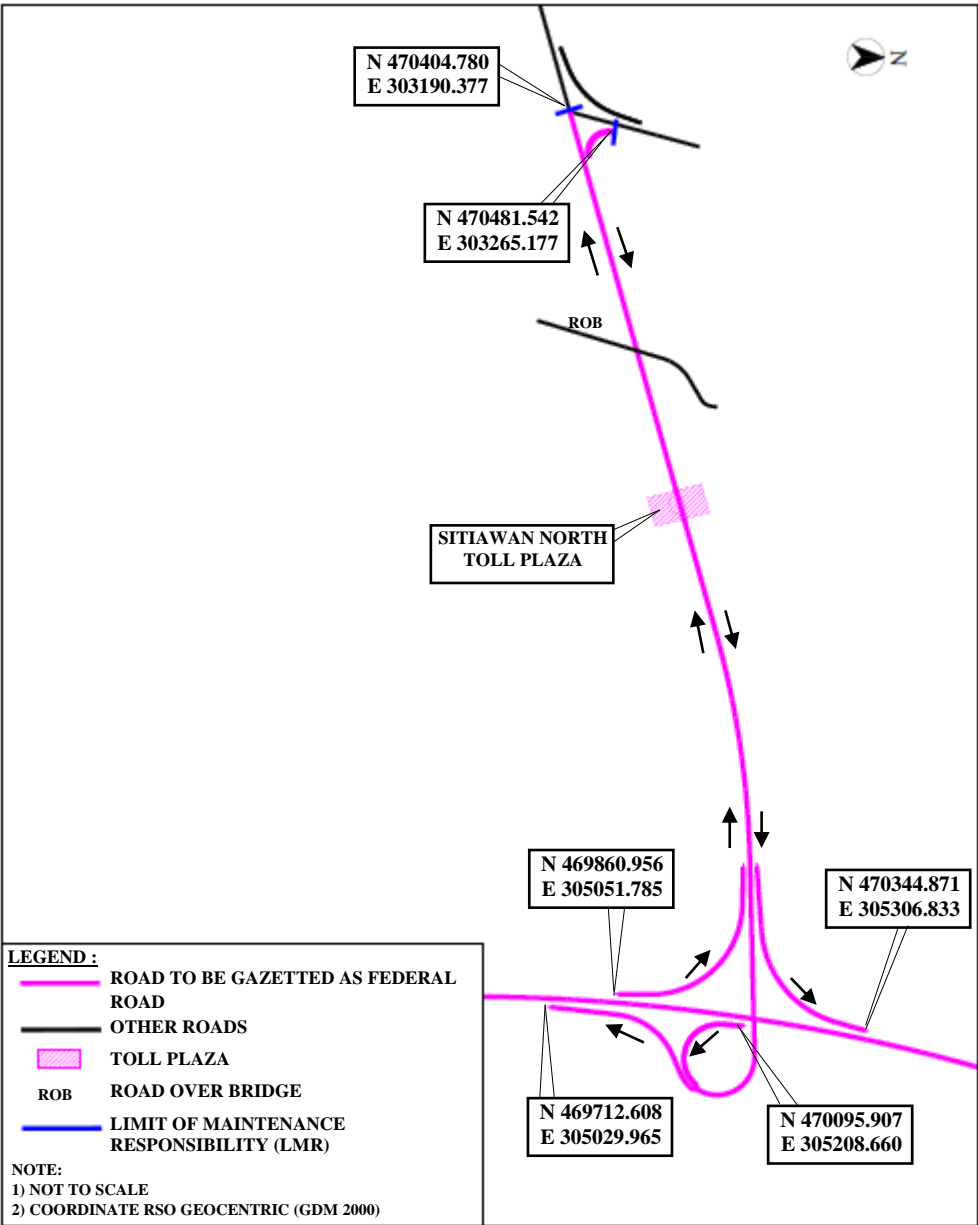 N 470404.780
E 303190.377
N
N 470481.542
E 303265.177
ROB
SITIAWAN NORTH
TOLL PLAZA
N 469860.956
E 305051.785
N 470344.871
E 305306.833
N 469712.608
E 305029.965
N 470095.907
E 305208.660
LEGEND :
ROAD TO BE GAZETTED AS FEDERAL
ROAD
OTHER ROADS
TOLL PLAZA
ROB ROAD OVER BRIDGE
LIMIT OF MAINTENANCE
RESPONSIBILITY (LMR)
NOTE:
1) NOT TO SCALE
2) COORDINATE RSO GEOCENTRIC (GDM 2000)